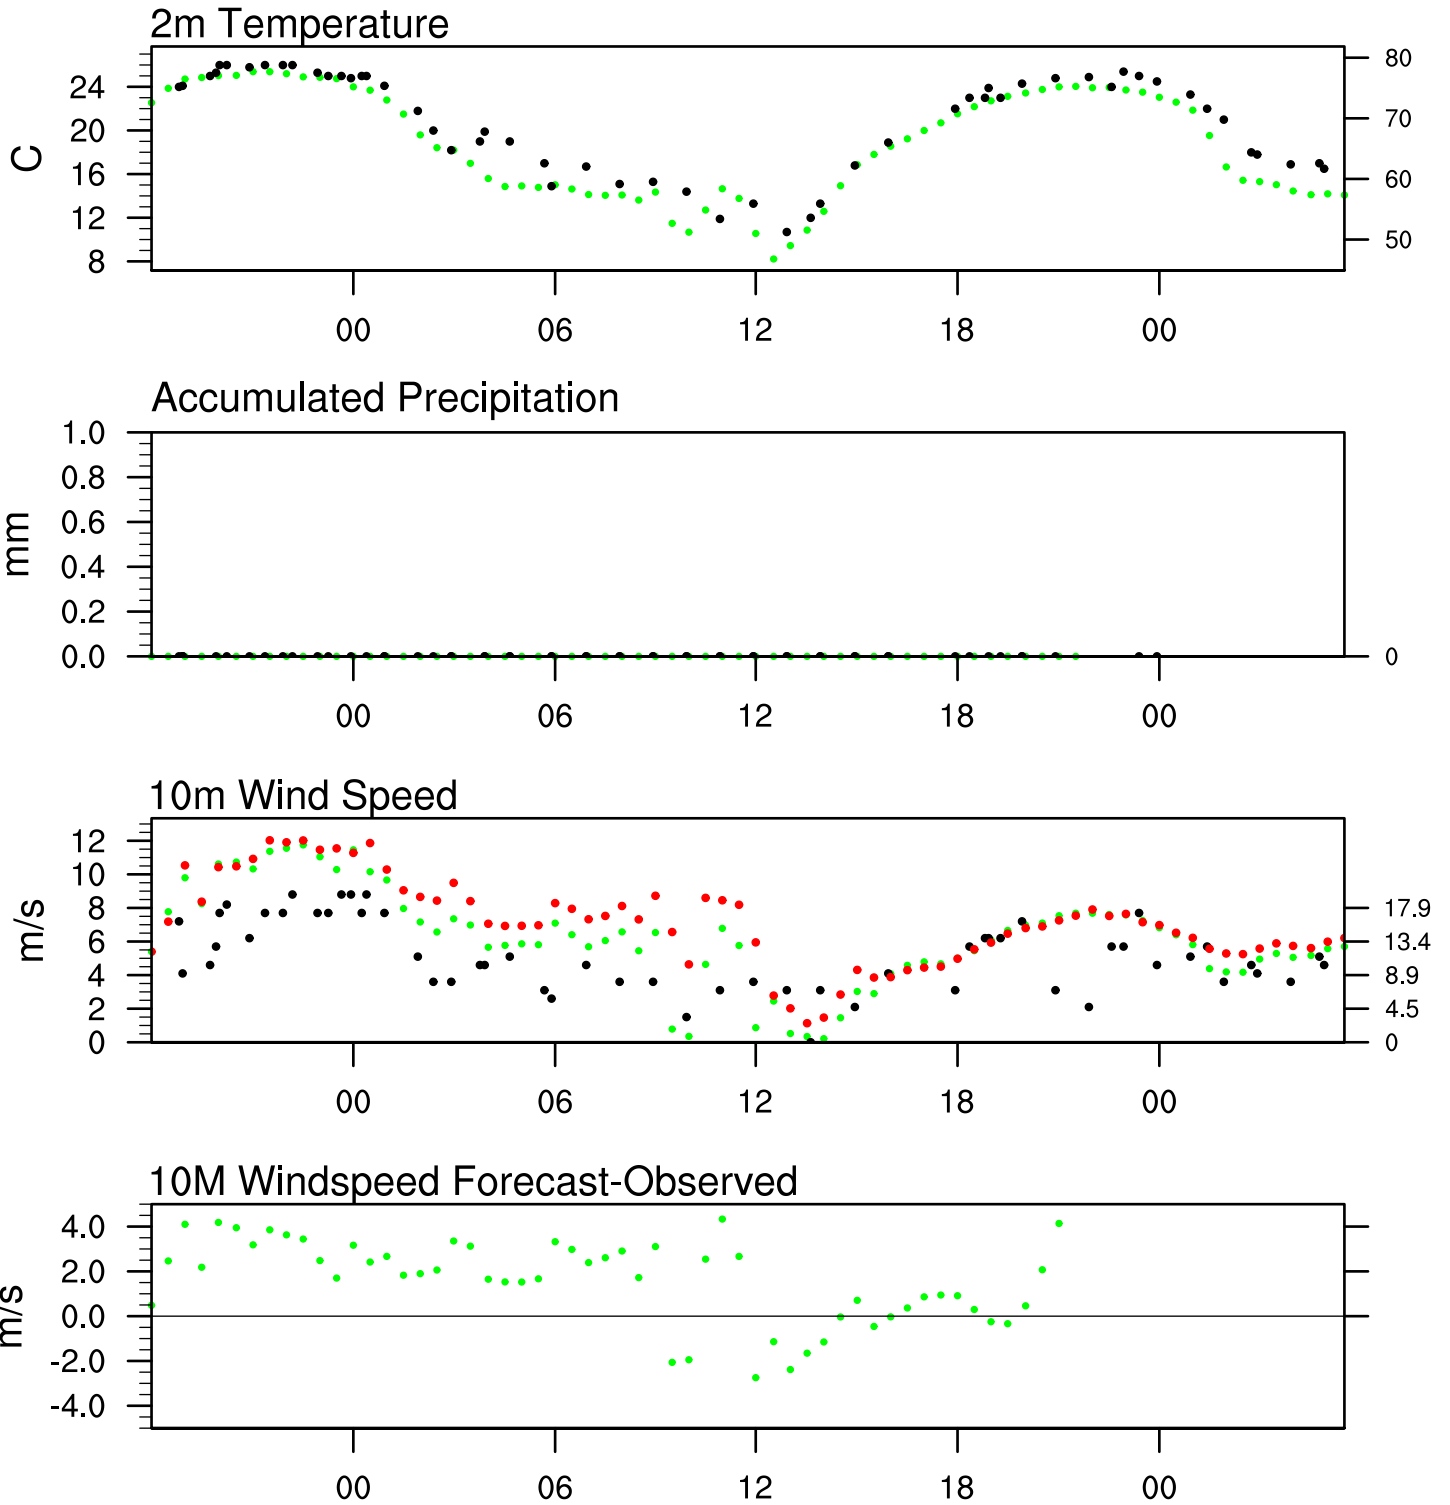 2m Temperature
C
24
20
16
12
8
80
70
60
50
00 06 12 18 00
Accumulated Precipitation
mm
1.0
0.8
0.6
0.4
0.2
0.0
0
00 06 12 18 00
10m Wind Speed
m/s
12
10
8
6
4
2
0
17.9
13.4
8.9
4.5
0
00 06 12 18 00
10M Windspeed Forecast-Observed
m/s
4.0
2.0
0.0
-2.0
-4.0
00 06 12 18 00